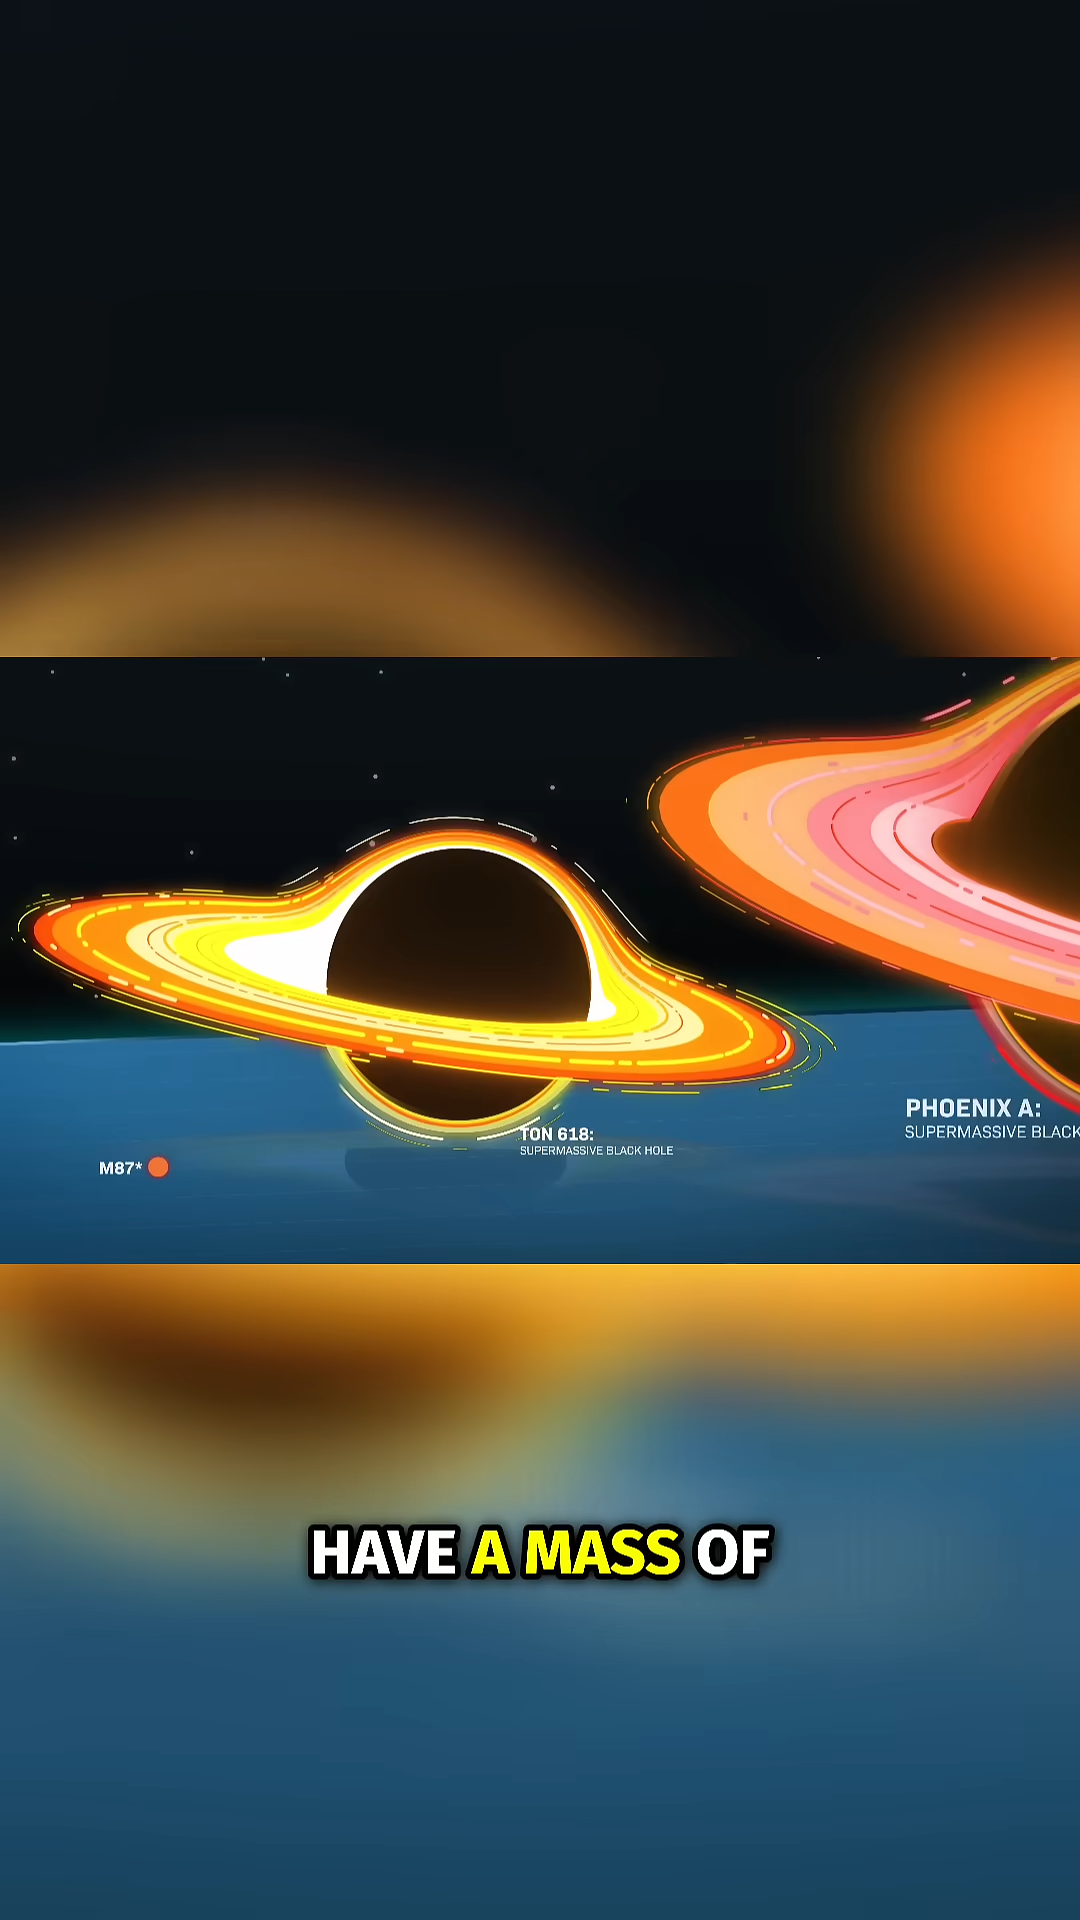 PHOENIX A:
SUPERMASSIVE BLACK
TON 618:
SUPERMASSIVE BLACK HOLE
M87*
HAVE A MASS OF